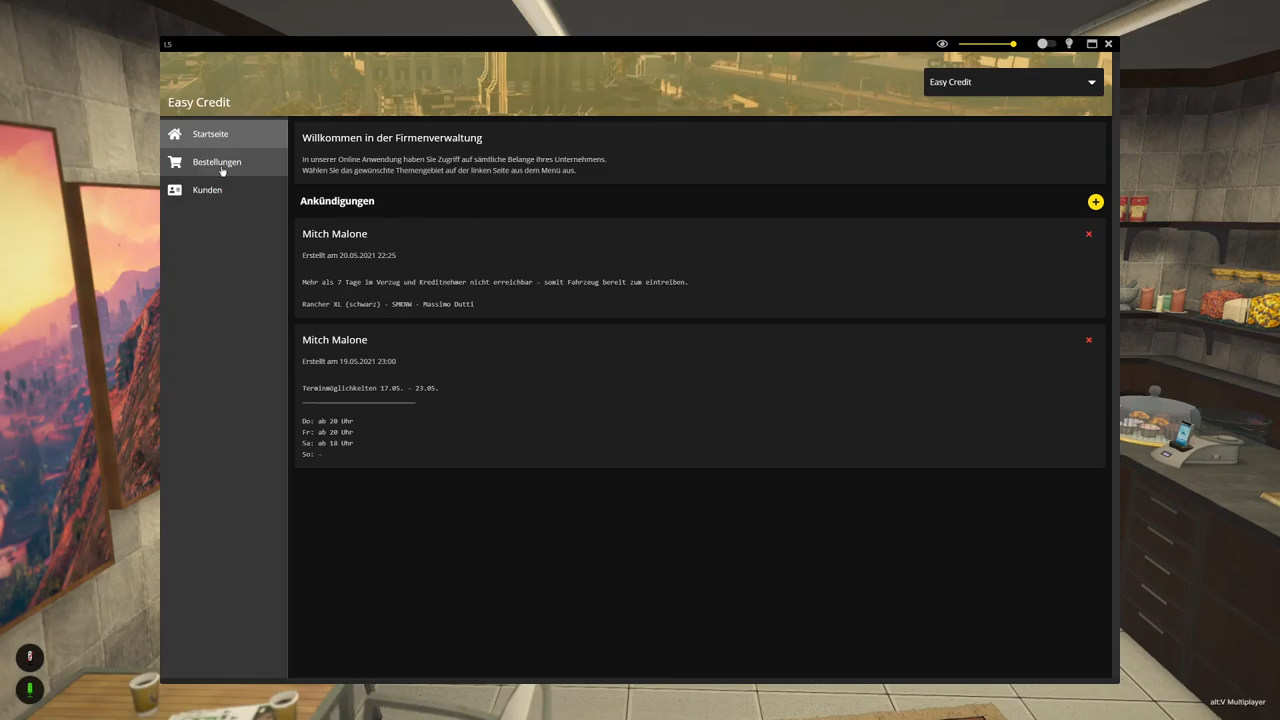 L5
Easy Credit
Easy Credit
Startseite
Bestellungen
Kunden
Willkommen in der Firmenverwaltung
In unserer Online Anwendung haben Sie Zugriff auf sämtliche Belange Ihres Unternehmens.
Wählen Sie das gewünschte Themengebiet auf der linken Seite aus dem Menü aus.
Ankündigungen
Mitch Malone
Erstellt am 20.05.2021 22:25
Mehr als 7 Tage im Verzug und Kreditnehmer nicht erreichbar - somit Fahrzeug bereit zum eintreiben.
Rancher XL (schwarz) - SMKNW - Massimo Dutti
Mitch Malone
Erstellt am 19.05.2021 23:00
Terminmöglichkeiten 17.05. - 23.05.
Do: ab 20 Uhr
Fr: ab 20 Uhr
Sa: ab 18 Uhr
So: -
alt:V Multiplayer